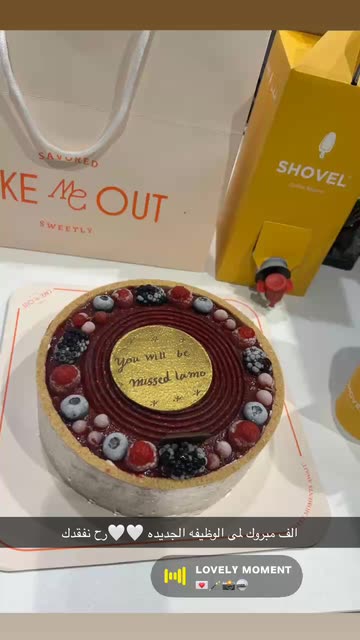 SAVORED
KE Me OUT
SWEETLY
SHOVEL
You will be
missed Lamo
الف مبروك لمى الوظيفه الجديده 🤍🤍رح نفقدك
LOVELY MOMENT